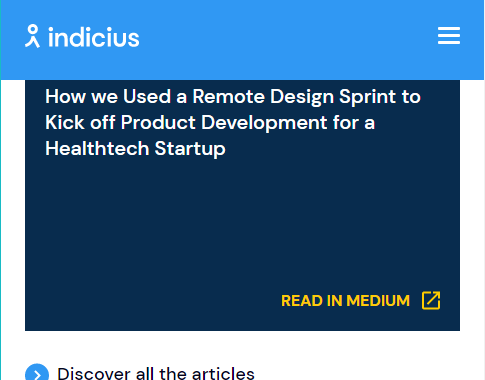 indicius
How we Used a Remote Design Sprint to
Kick off Product Development for a
Healthtech Startup
READ IN MEDIUM
Discover all the articles